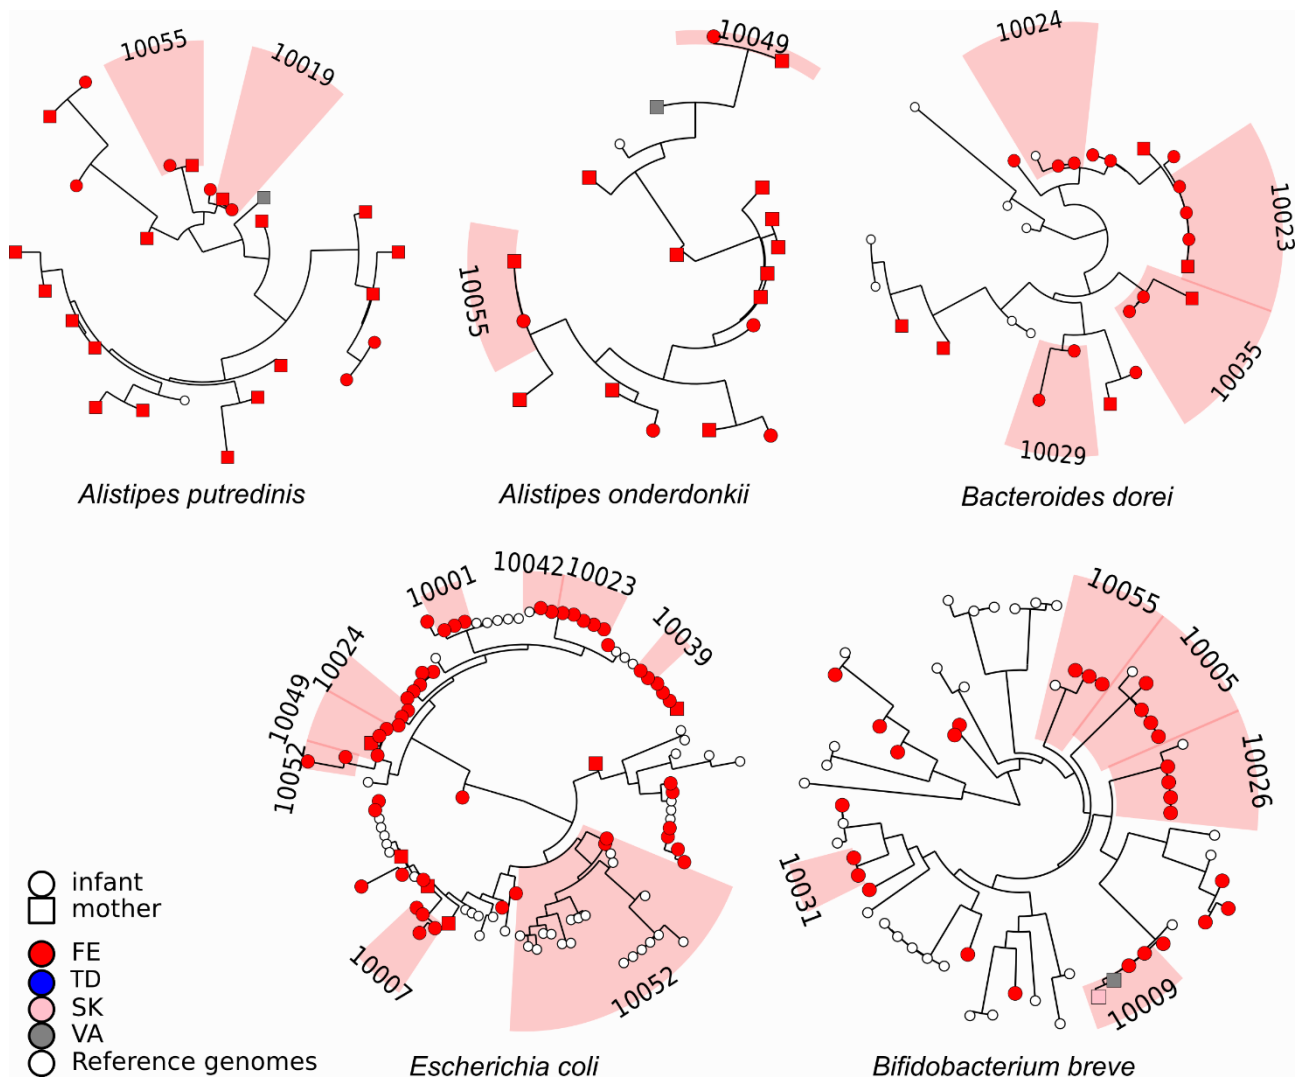 10055
10019
10049
10024
10055
10023
10035
10029
Alistipes putredinis
Alistipes onderdonkii
Bacteroides dorei
10001
10042
10023
10039
10024
10049
10052
10007
10052
10055
10005
10026
10031
10009
infant
mother
FE
TD
SK
VA
Reference genomes
Escherichia coli
Bifidobacterium breve